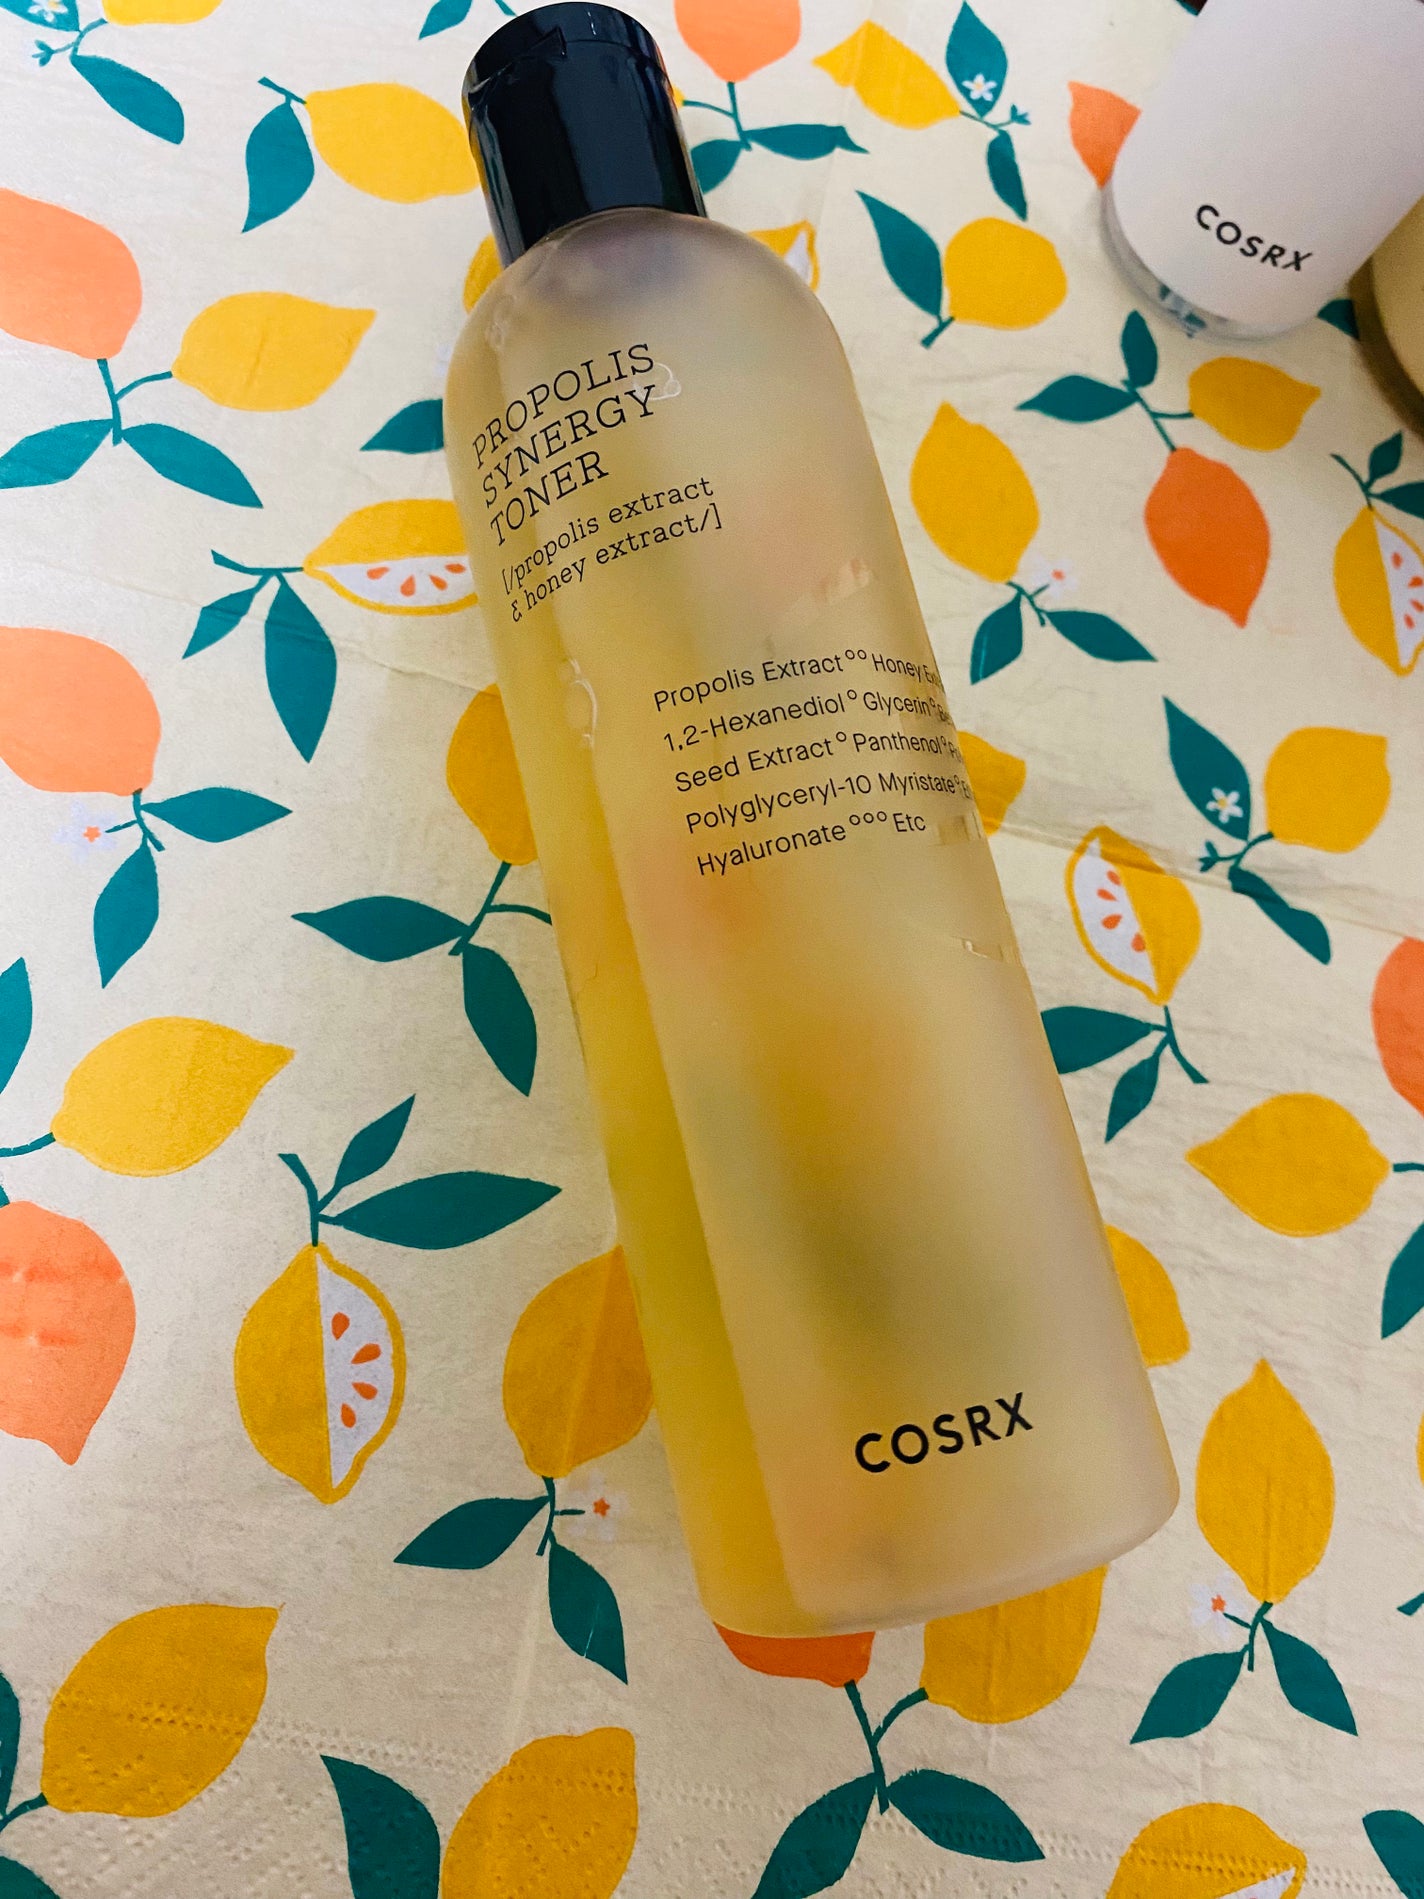 PROPOLIS
SYNERGY
TONER
[/propolis extract
& honey extract/]
Propolis Extract°° Honey
1,2-Hexanediol° Glycerin°
Seed Extract° Panthenol°
Polyglyceryl-10 Myristate°
Hyaluronate°°° Etc
COSRX
COSRX